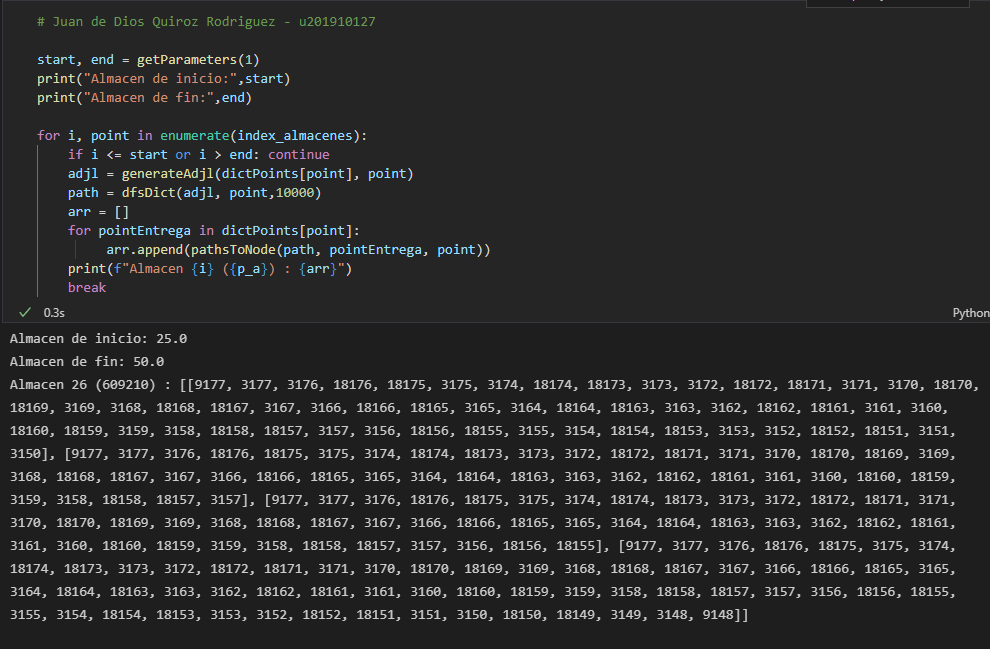 # Juan de Dios Quiroz Rodriguez - u201910127
start, end = getParameters(1)
print("Almacen de inicio:",start)
print("Almacen de fin:",end)
for i, point in enumerate(index_almacenes):
    if i <= start or i > end: continue
    adjl = generateAdjl(dictPoints[point], point)
    path = dfsDict(adjl, point,10000)
    arr = []
    for pointEntrega in dictPoints[point]:
         arr.append(pathsToNode(path, pointEntrega, point))
    print(f"Almacen {i} ({p_a}) : {arr}")
    break
0.3s
Python
Almacen de inicio: 25.0
Almacen de fin: 50.0
Almacen 26 (609210) : [[9177, 3177, 3176, 18176, 18175, 3175, 3174, 18174, 18173, 3173, 3172, 18172, 18171, 3171, 3170, 18170,
18169, 3169, 3168, 18168, 18167, 3167, 3166, 18166, 18165, 3165, 3164, 18164, 18163, 3163, 3162, 18162, 18161, 3161, 3160,
18160, 18159, 3159, 3158, 18158, 18157, 3157, 3156, 18156, 18155, 3155, 3154, 18154, 18153, 3153, 3152, 18152, 18151, 3151,
3150], [9177, 3177, 3176, 18176, 18175, 3175, 3174, 18174, 18173, 3173, 3172, 18172, 18171, 3171, 3170, 18170, 18169, 3169,
3168, 18168, 18167, 3167, 3166, 18166, 18165, 3165, 3164, 18164, 18163, 3163, 3162, 18162, 18161, 3161, 3160, 18160, 18159,
3159, 3158, 18158, 18157, 3157], [9177, 3177, 3176, 18176, 18175, 3175, 3174, 18174, 18173, 3173, 3172, 18172, 18171, 3171,
3170, 18170, 18169, 3169, 3168, 18168, 18167, 3167, 3166, 18166, 18165, 3165, 3164, 18164, 18163, 3163, 3162, 18162, 18161,
3161, 3160, 18160, 18159, 3159, 3158, 18158, 18157, 3157, 3156, 18156, 18155], [9177, 3177, 3176, 18176, 18175, 3175, 3174,
18174, 18173, 3173, 3172, 18172, 18171, 3171, 3170, 18170, 18169, 3169, 3168, 18168, 18167, 3167, 3166, 18166, 18165, 3165,
3164, 18164, 18163, 3163, 3162, 18162, 18161, 3161, 3160, 18160, 18159, 3159, 3158, 18158, 18157, 3157, 3156, 18156, 18155,
3155, 3154, 18154, 18153, 3153, 3152, 18152, 18151, 3151, 3150, 18150, 18149, 3149, 3148, 9148]]